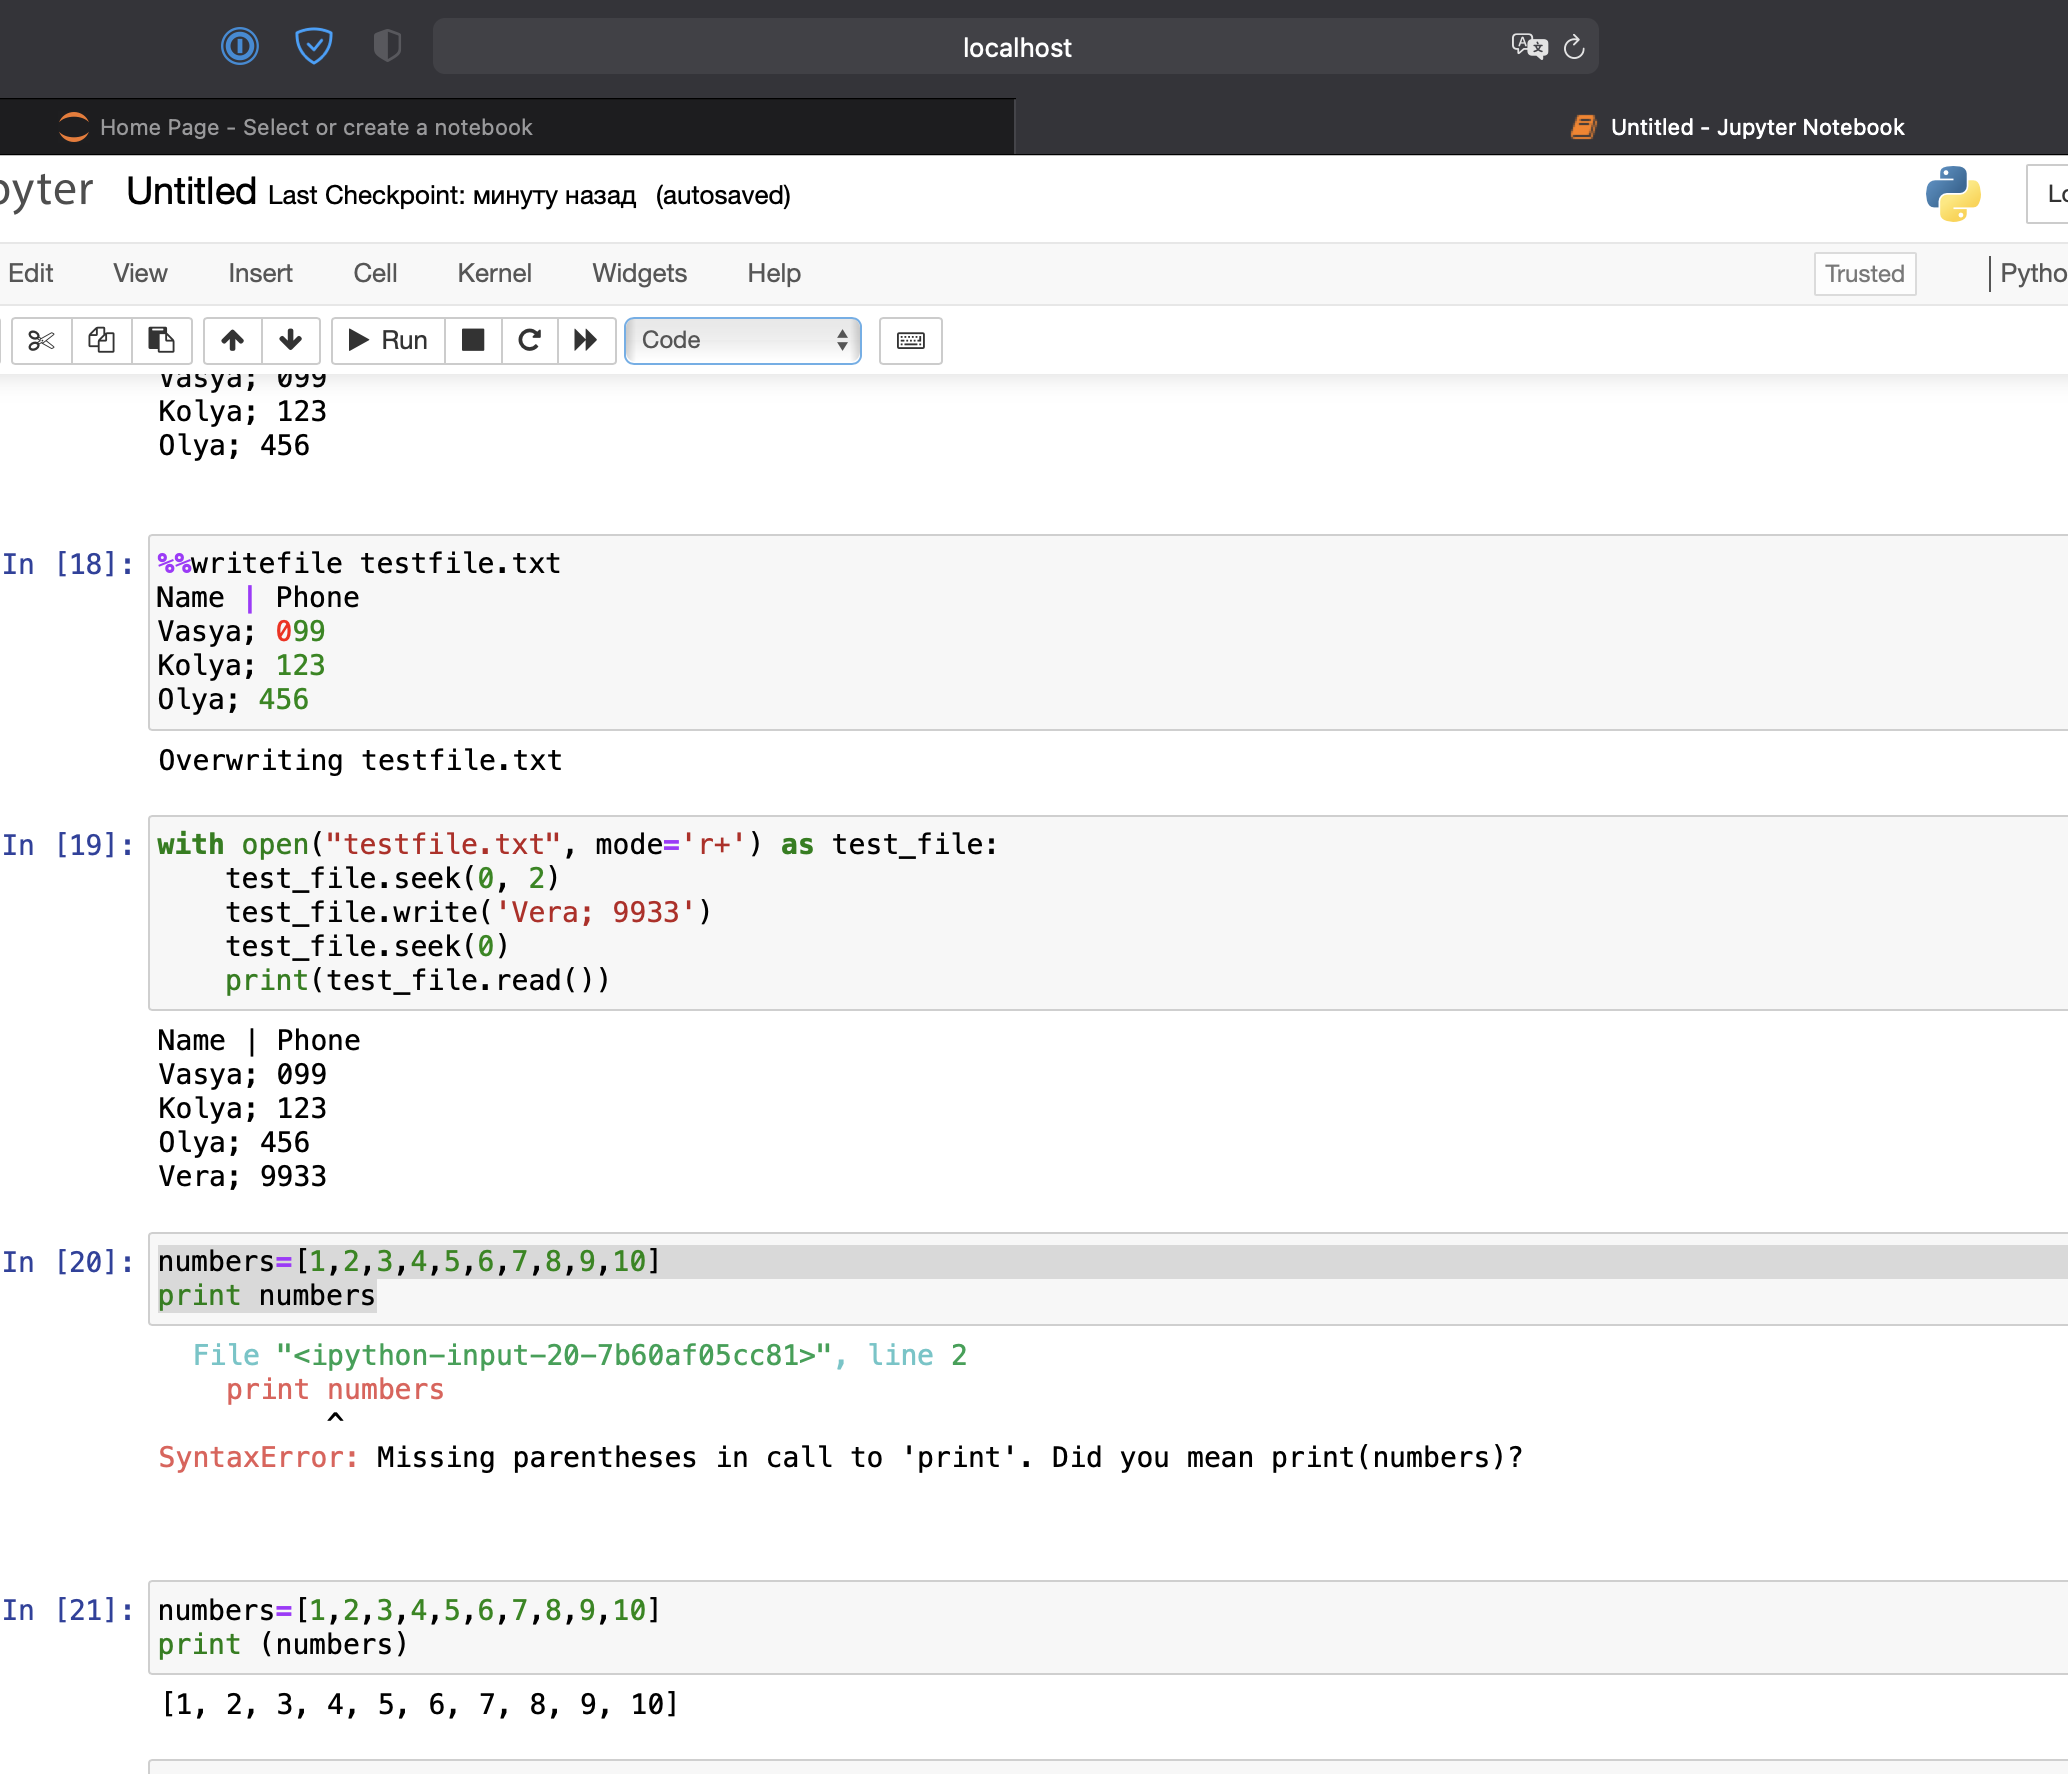 localhost
Home Page - Select or create a notebook
Untitled - Jupyter Notebook
pyter Untitled Last Checkpoint: минуту назад (autosaved)
Edit View Insert Cell Kernel Widgets Help Trusted Pytho
Run Code
Vasya; 099
Kolya; 123
Olya; 456
In [18]: %%writefile testfile.txt
Name | Phone
Vasya; 099
Kolya; 123
Olya; 456
Overwriting testfile.txt
In [19]: with open("testfile.txt", mode='r+') as test_file:
test_file.seek(0, 2)
test_file.write('Vera; 9933')
test_file.seek(0)
print(test_file.read())
Name | Phone
Vasya; 099
Kolya; 123
Olya; 456
Vera; 9933
In [20]: numbers=[1,2,3,4,5,6,7,8,9,10]
print numbers
File "<ipython-input-20-7b60af05cc81>", line 2
print numbers
^
SyntaxError: Missing parentheses in call to 'print'. Did you mean print(numbers)?
In [21]: numbers=[1,2,3,4,5,6,7,8,9,10]
print (numbers)
[1, 2, 3, 4, 5, 6, 7, 8, 9, 10]